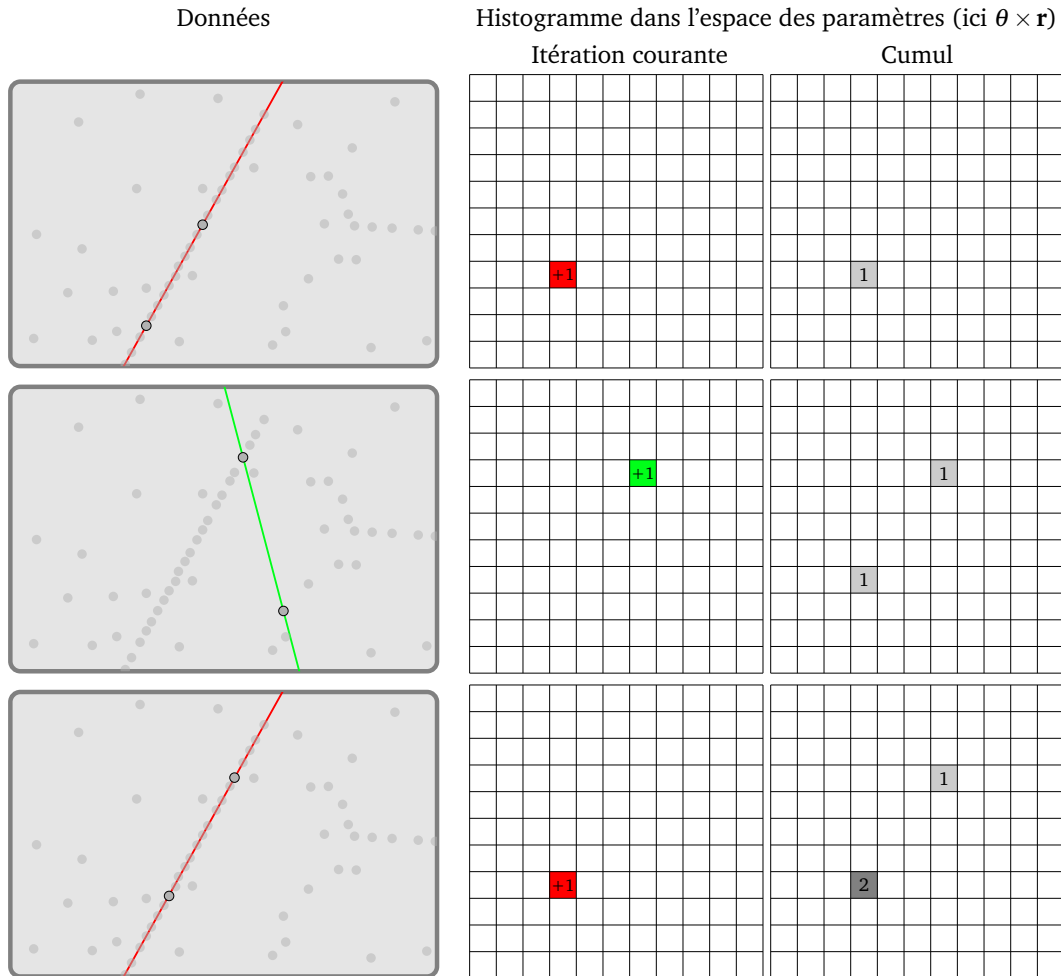 Données
Histogramme dans l'espace des paramètres (ici θ × r)
Itération courante
Cumul
+1
1
+1
1
1
1
+1
2